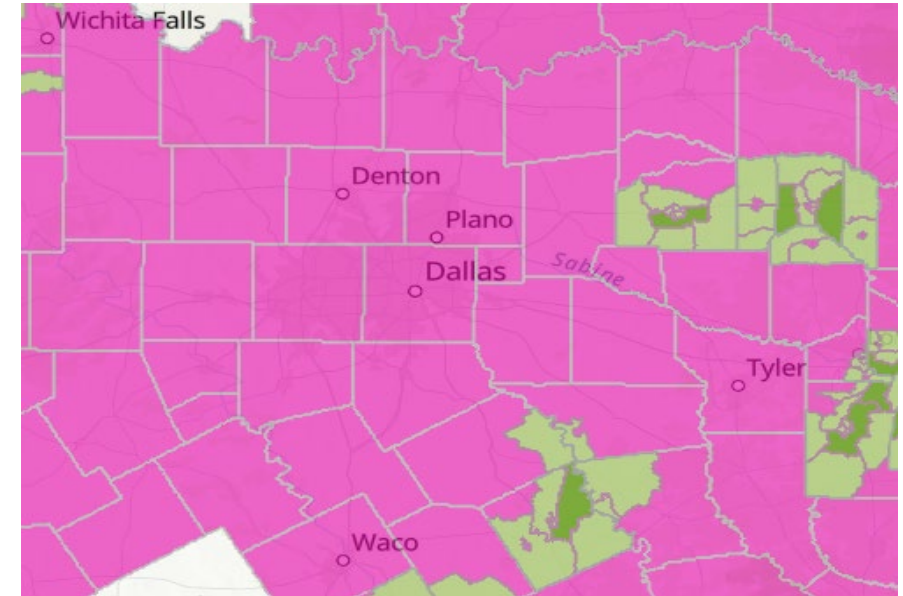 Wichita Falls
Denton
Plano
Dallas
Sabine
Tyler
Waco